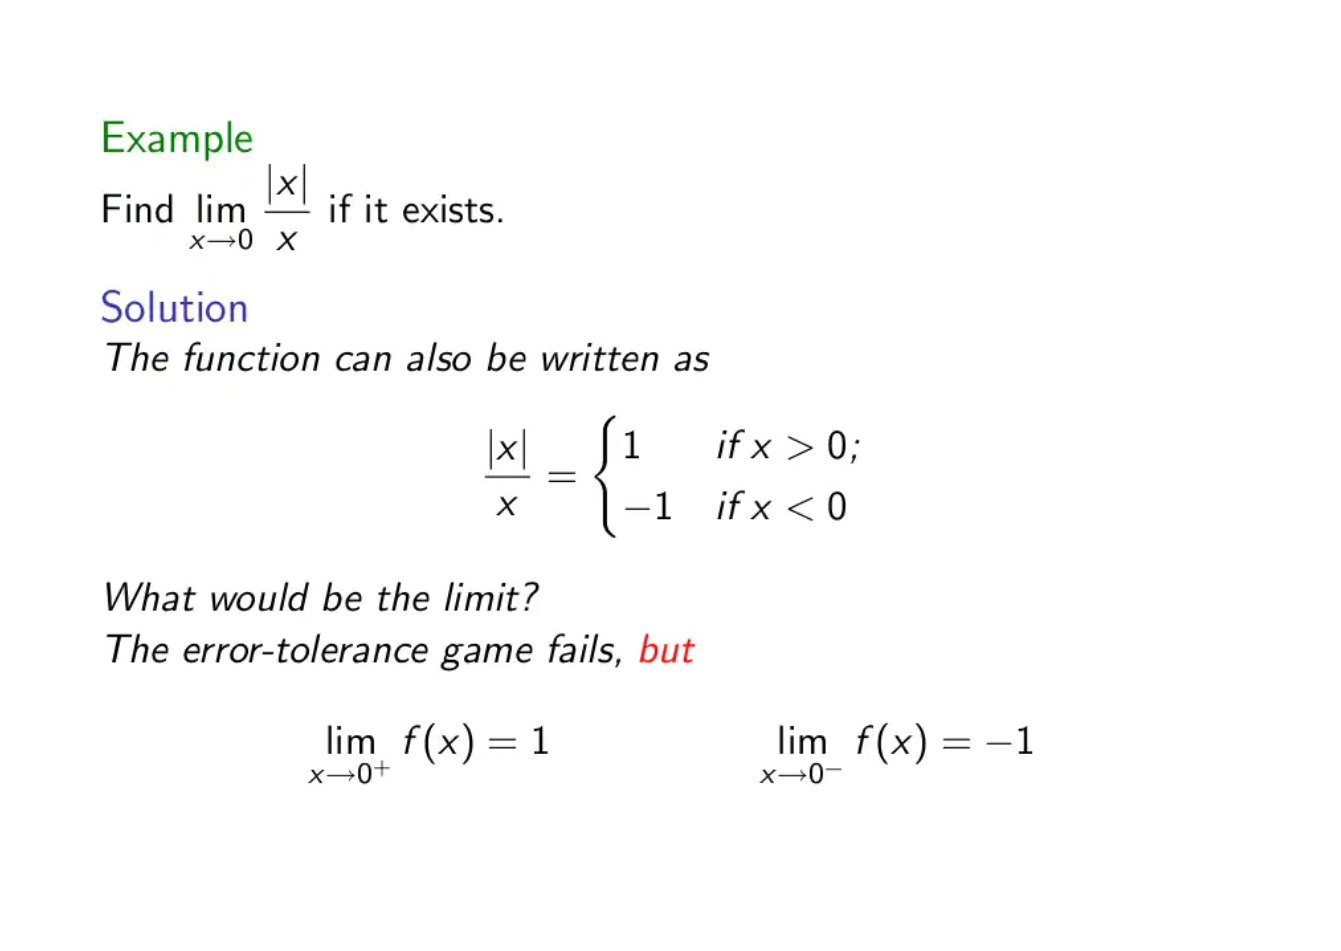 Example
Find lim_{x→0} |x|/x if it exists.
Solution
The function can also be written as
|x|/x = { 1 if x > 0;
−1 if x < 0
What would be the limit?
The error-tolerance game fails, but
lim_{x→0⁺} f(x) = 1 lim_{x→0⁻} f(x) = −1